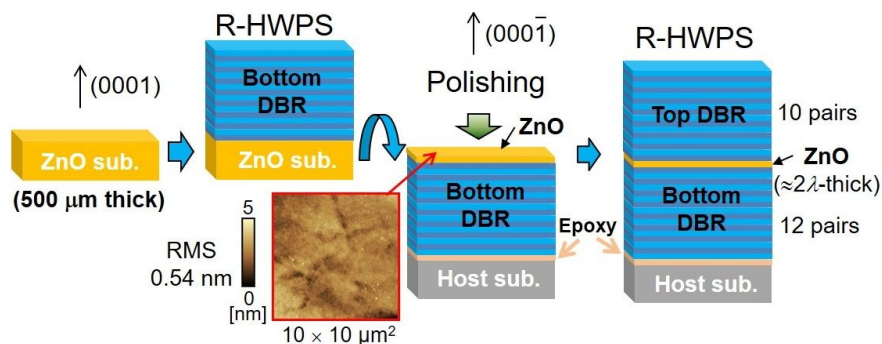 R-HWPS
(0001)
Bottom
DBR
ZnO sub.
(500 μm thick)
ZnO sub.
(0001̅)
Polishing
ZnO
Bottom
DBR
Epoxy
Host sub.
5
RMS
0.54 nm
0
[nm]
10 × 10 μm²
R-HWPS
Top DBR
10 pairs
ZnO
(≈2λ-thick)
Bottom
DBR
12 pairs
Host sub.